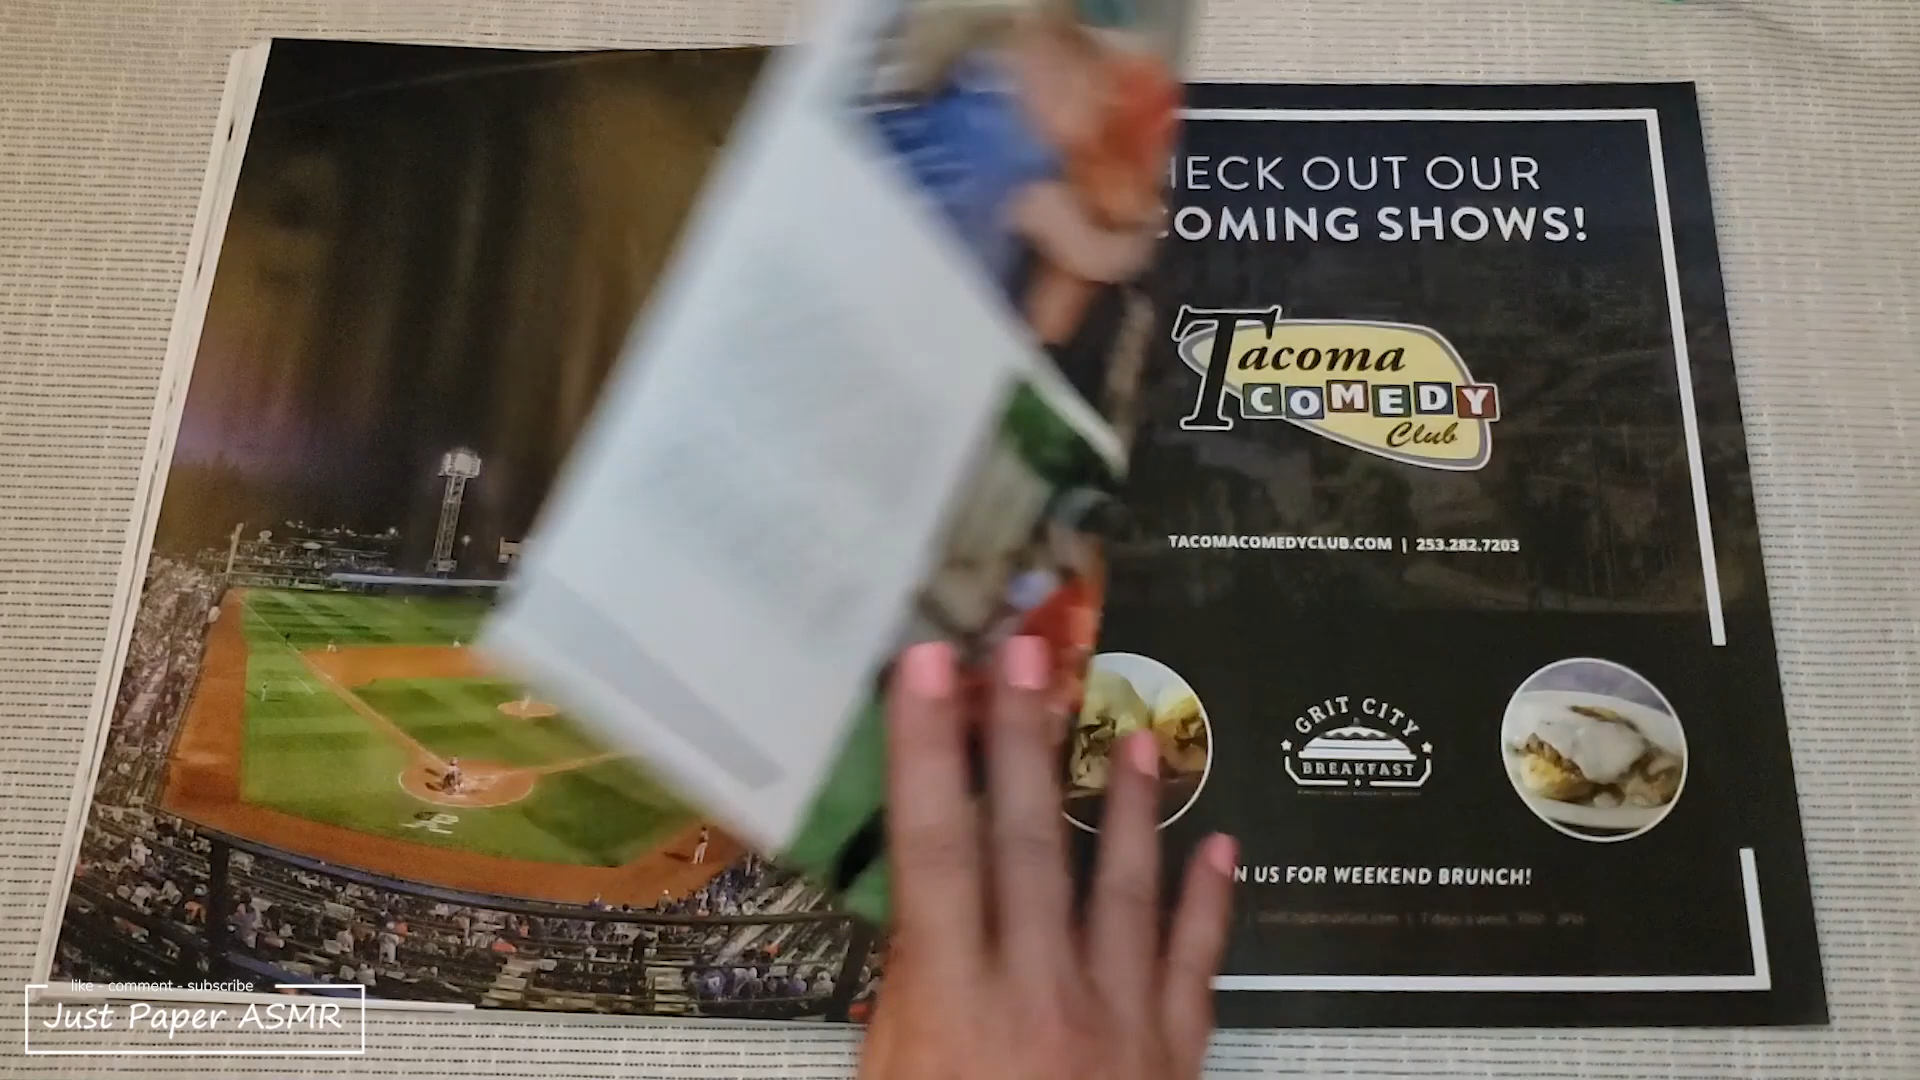 HECK OUT OUR
COMING SHOWS!
Tacoma
COMEDY
Club
TACOMACOMEDYCLUB.COM | 253.282.7203
GRIT CITY
BREAKFAST
N US FOR WEEKEND BRUNCH!
like - comment - subscribe
Just Paper ASMR